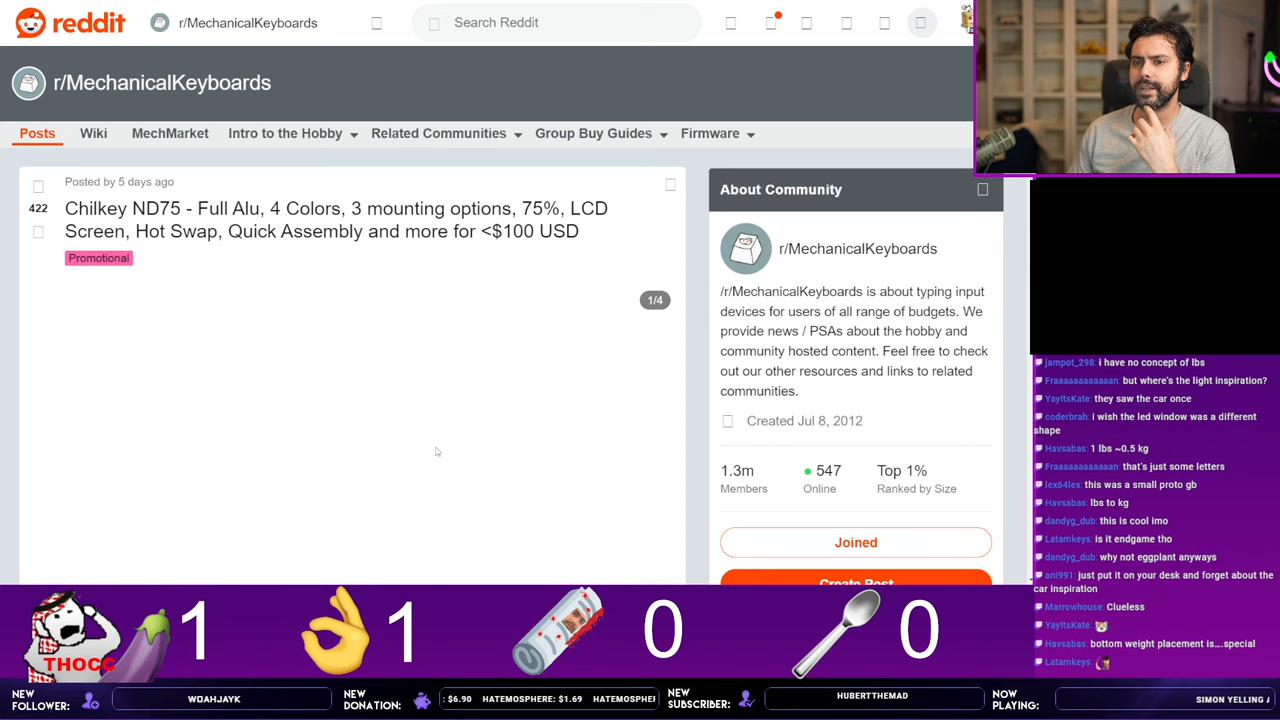 reddit
r/MechanicalKeyboards
Search Reddit
r/MechanicalKeyboards
Posts
Wiki
MechMarket
Intro to the Hobby
Related Communities
Group Buy Guides
Firmware
Posted by 5 days ago
422
Chilkey ND75 - Full Alu, 4 Colors, 3 mounting options, 75%, LCD
Screen, Hot Swap, Quick Assembly and more for <$100 USD
Promotional
1/4
About Community
r/MechanicalKeyboards
/r/MechanicalKeyboards is about typing input
devices for users of all range of budgets. We
provide news / PSAs about the hobby and
community hosted content. Feel free to check
out our other resources and links to related
communities.
Created Jul 8, 2012
1.3m
Members
547
Online
Top 1%
Ranked by Size
Joined
Create Post
jampot_298: i have no concept of lbs
Fraaaaaaaaaaan: but where's the light inspiration?
YayItsKate: they saw the car once
coderbrah: i wish the led window was a different
shape
Havsabas: 1 lbs ~0.5 kg
Fraaaaaaaaaaan: that's just some letters
lex64lex: this was a small proto gb
Havsabas: lbs to kg
dandyg_dub: this is cool imo
Latamkeys: is it endgame tho
dandyg_dub: why not eggplant anyways
ani991: just put it on your desk and forget about the
car inspiration
Marrowhouse: Clueless
YayItsKate:
Havsabas: bottom weight placement is....special
Latamkeys:
THOCC
1
1
0
0
NEW
FOLLOWER:
WOAHJAYK
NEW
DONATION:
: $6.90 HATEMOSPHERE: $1.69 HATEMOSPHE
NEW
SUBSCRIBER:
HUBERTTHEMAD
NOW
PLAYING:
SIMON YELLING